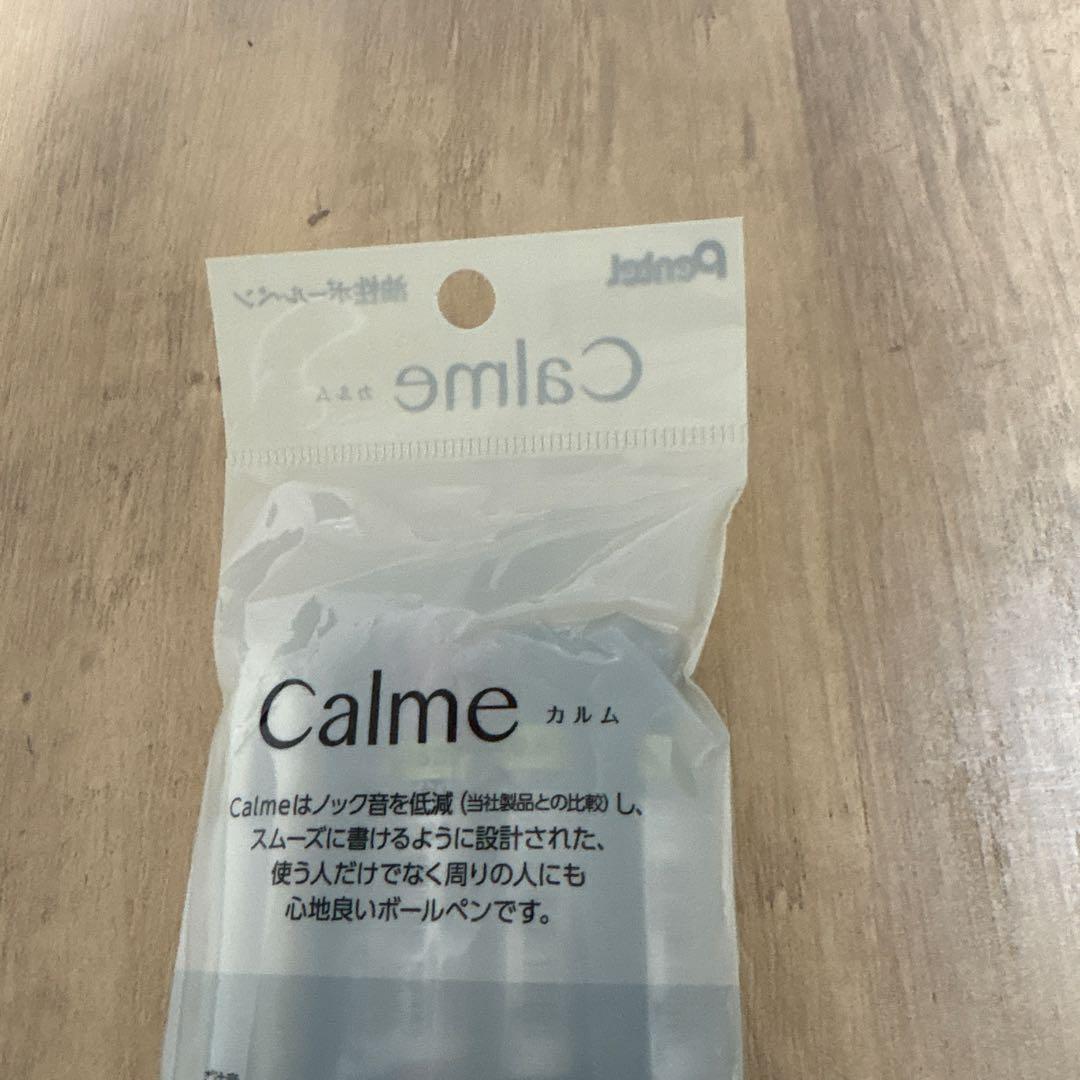 油性ボールペン Pentel
Calme カルム
Calme カルム
Calmeはノック音を低減(当社製品との比較)し、
スムーズに書けるように設計された、
使う人だけでなく周りの人にも
心地良いボールペンです。